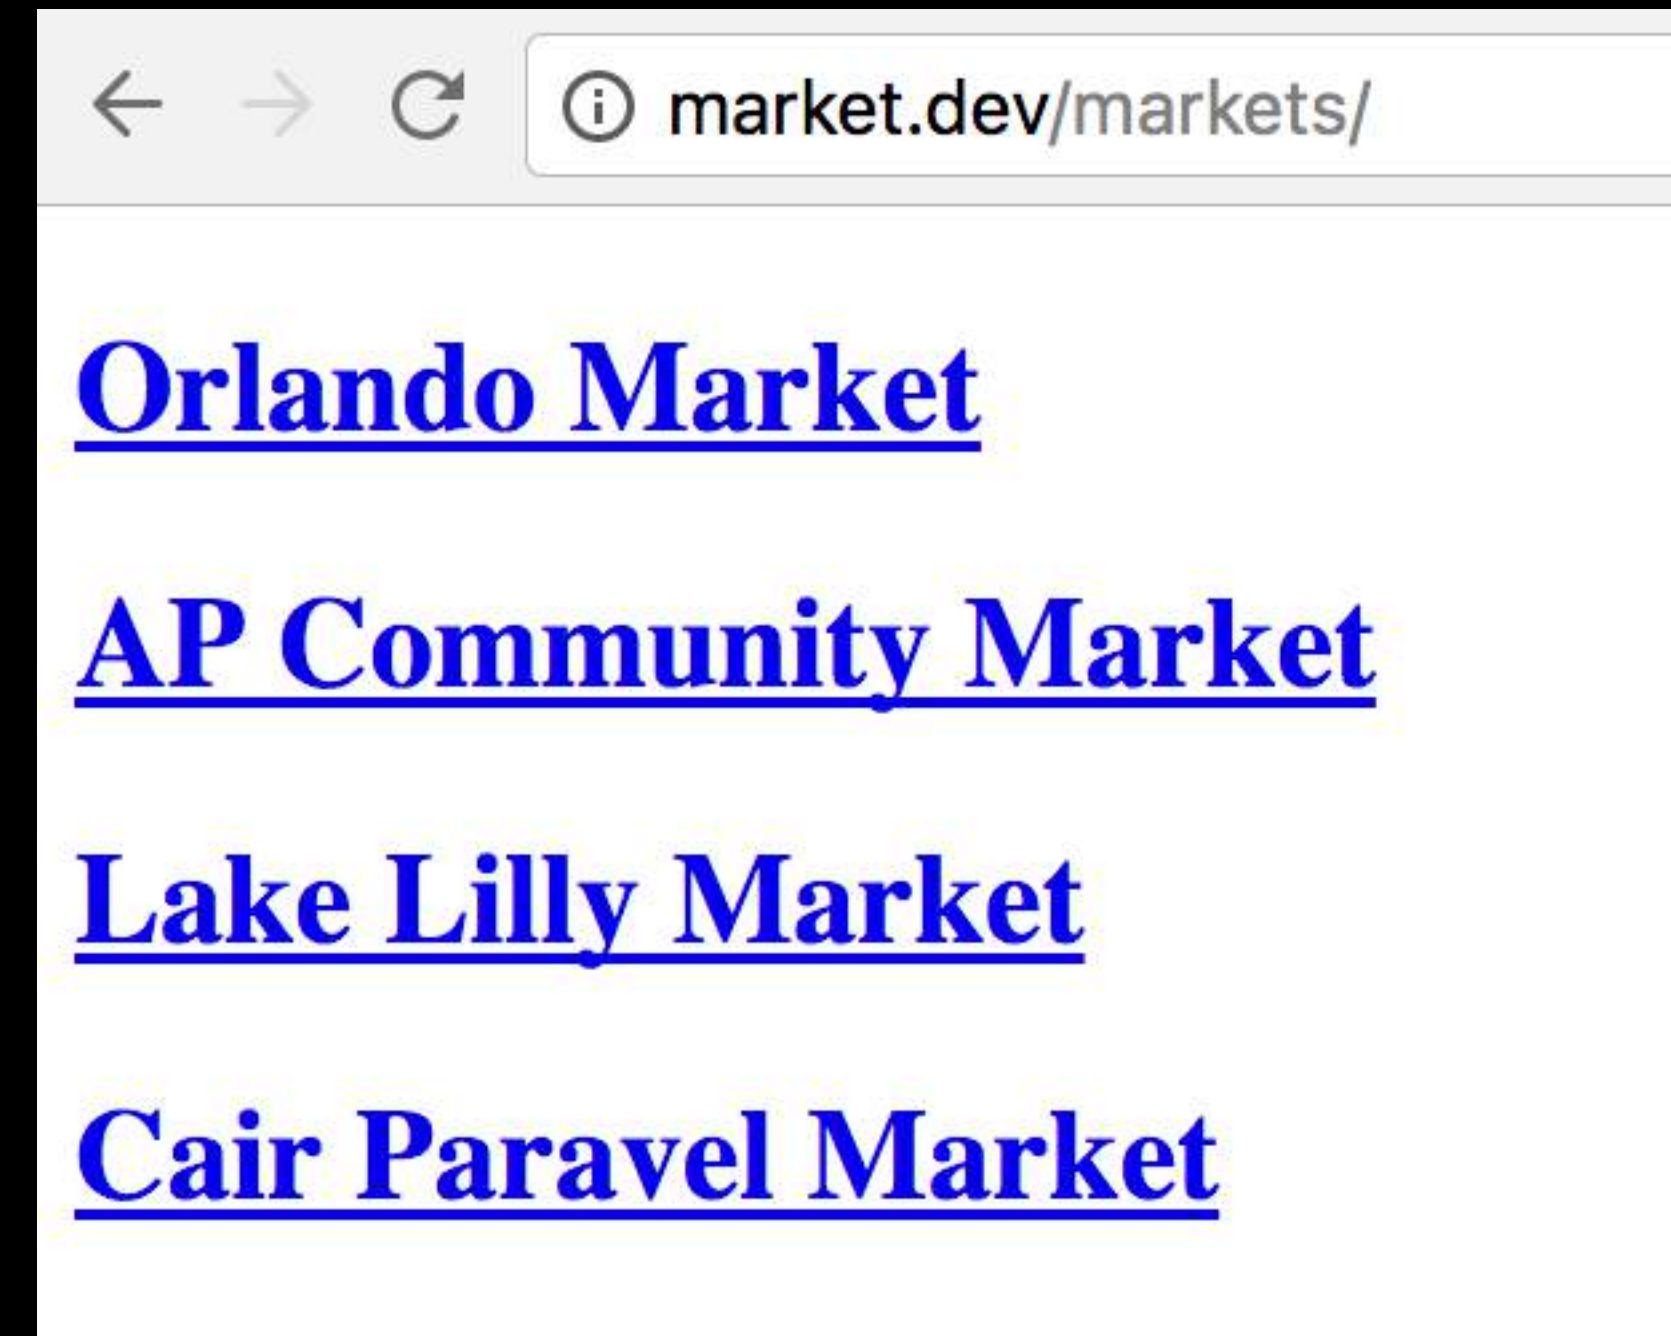 market.dev/markets/
Orlando Market
AP Community Market
Lake Lilly Market
Cair Paravel Market